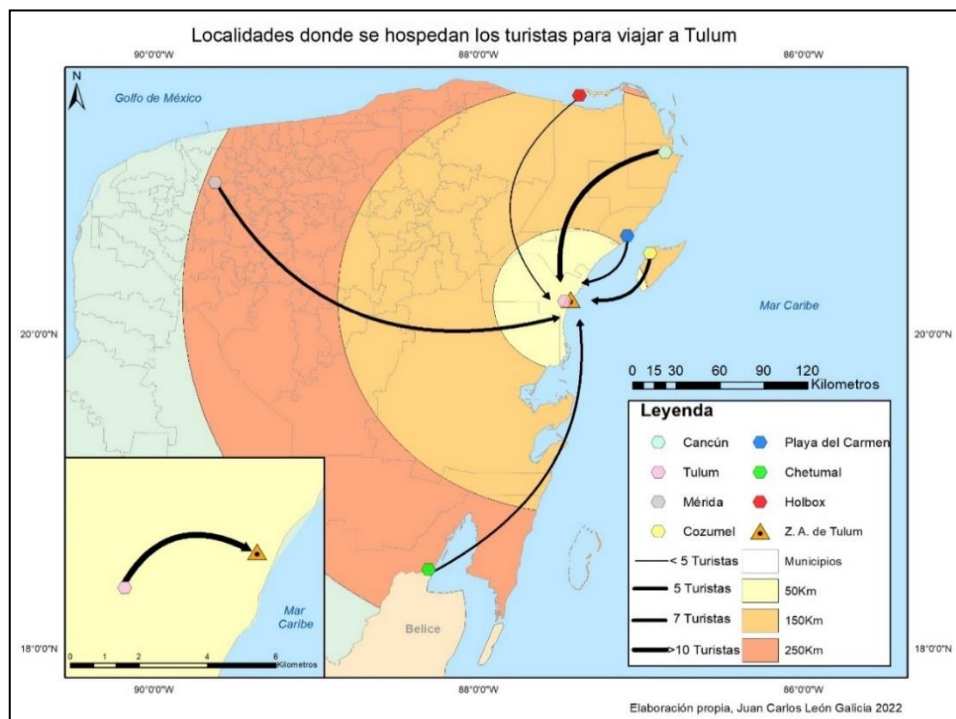 Localidades donde se hospedan los turistas para viajar a Tulum
90°0'0"W 88°0'0"W 86°0'0"W
N
Golfo de México
Mar Caribe
20°0'0"N 20°0'0"N
0 15 30 60 90 120
Kilometros
Leyenda
Cancún Playa del Carmen
Tulum Chetumal
Mérida Holbox
Cozumel Z. A. de Tulum
< 5 Turistas Municipios
5 Turistas 50Km
7 Turistas 150Km
>10 Turistas 250Km
Mar
Caribe
0 2 4 6
Kilometros
Belice
18°0'0"N 18°0'0"N
90°0'0"W 88°0'0"W 86°0'0"W
Elaboración propia, Juan Carlos León Galicia 2022